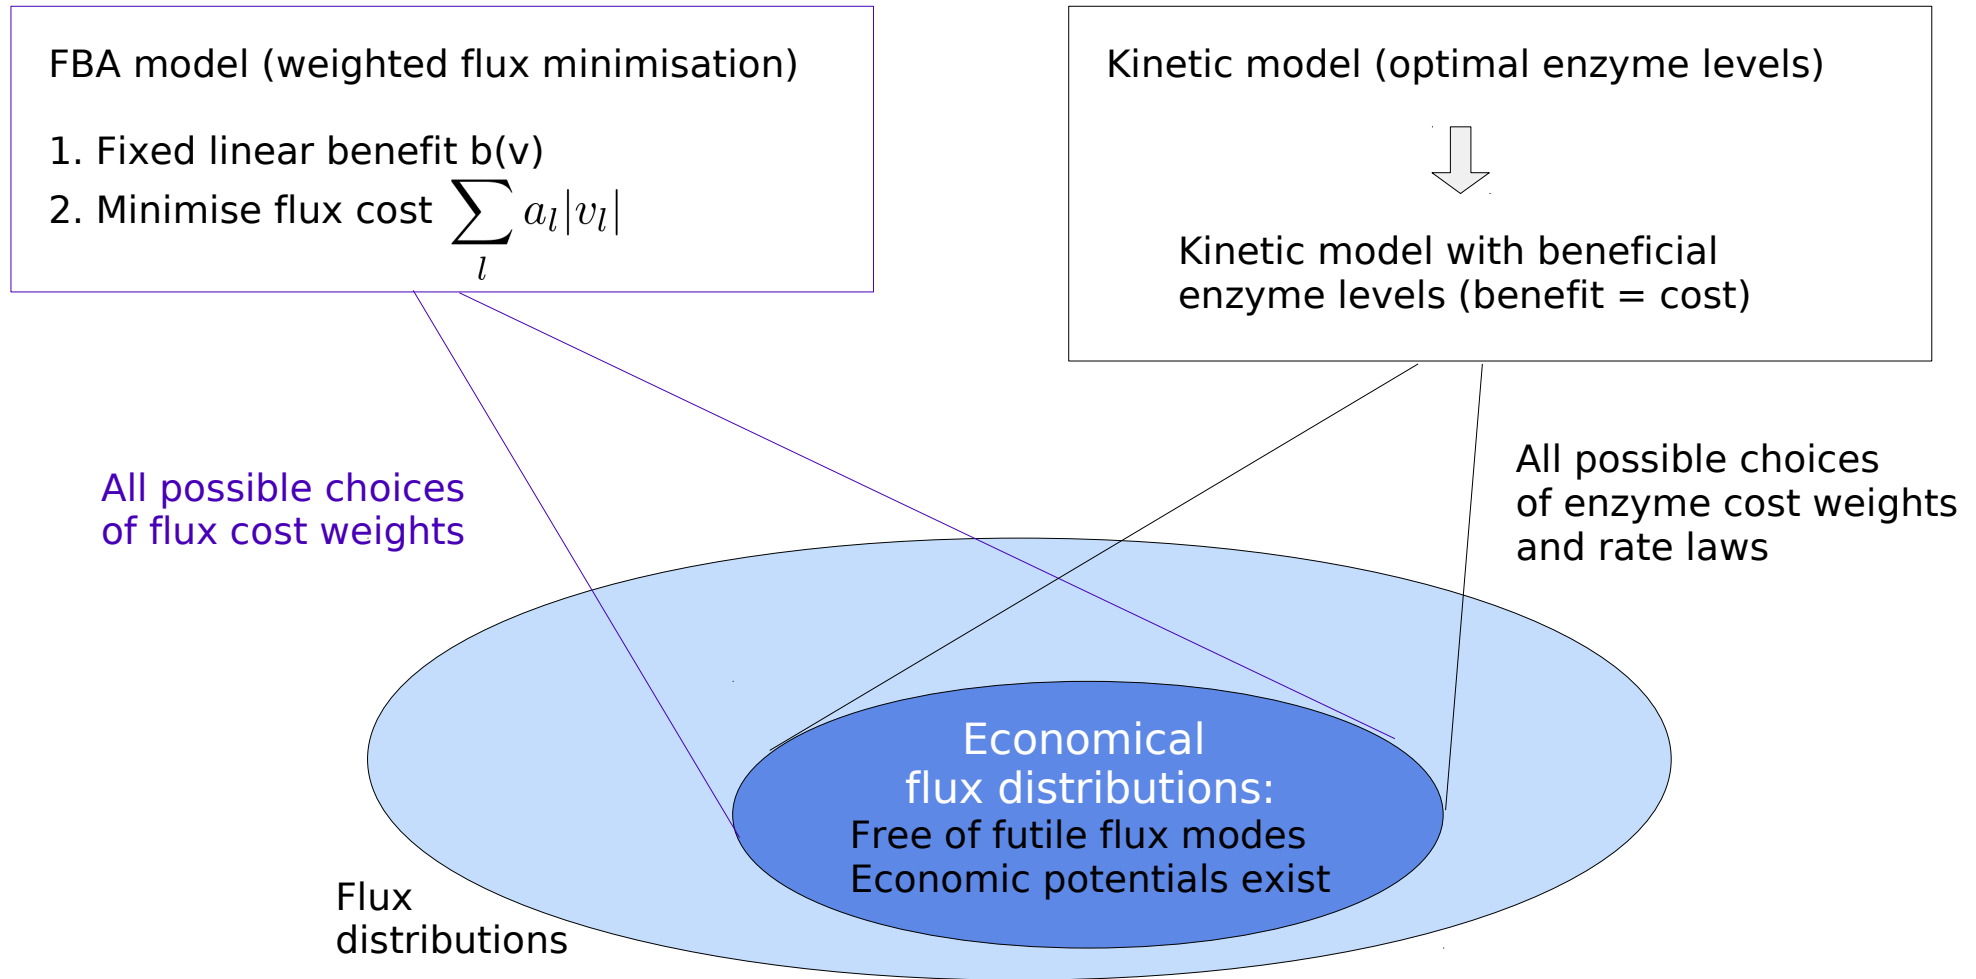 FBA model (weighted flux minimisation)
1. Fixed linear benefit b(v)
2. Minimise flux cost $\sum_l a_l |v_l|$
Kinetic model (optimal enzyme levels)
Kinetic model with beneficial
enzyme levels (benefit = cost)
All possible choices
of flux cost weights
All possible choices
of enzyme cost weights
and rate laws
Economical
flux distributions:
Free of futile flux modes
Economic potentials exist
Flux
distributions